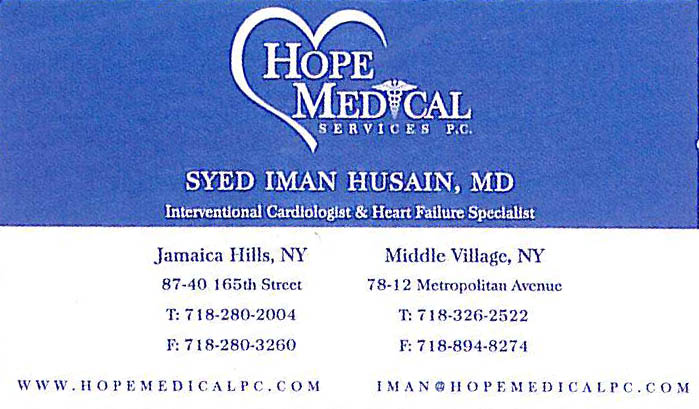 HOPE
MEDICAL
SERVICES P.C.
SYED IMAN HUSAIN, MD
Interventional Cardiologist & Heart Failure Specialist
Jamaica Hills, NY
87-40 165th Street
T: 718-280-2004
F: 718-280-3260
Middle Village, NY
78-12 Metropolitan Avenue
T: 718-326-2522
F: 718-894-8274
WWW.HOPEMEDICALPC.COM
IMAN@HOPEMEDICALPC.COM